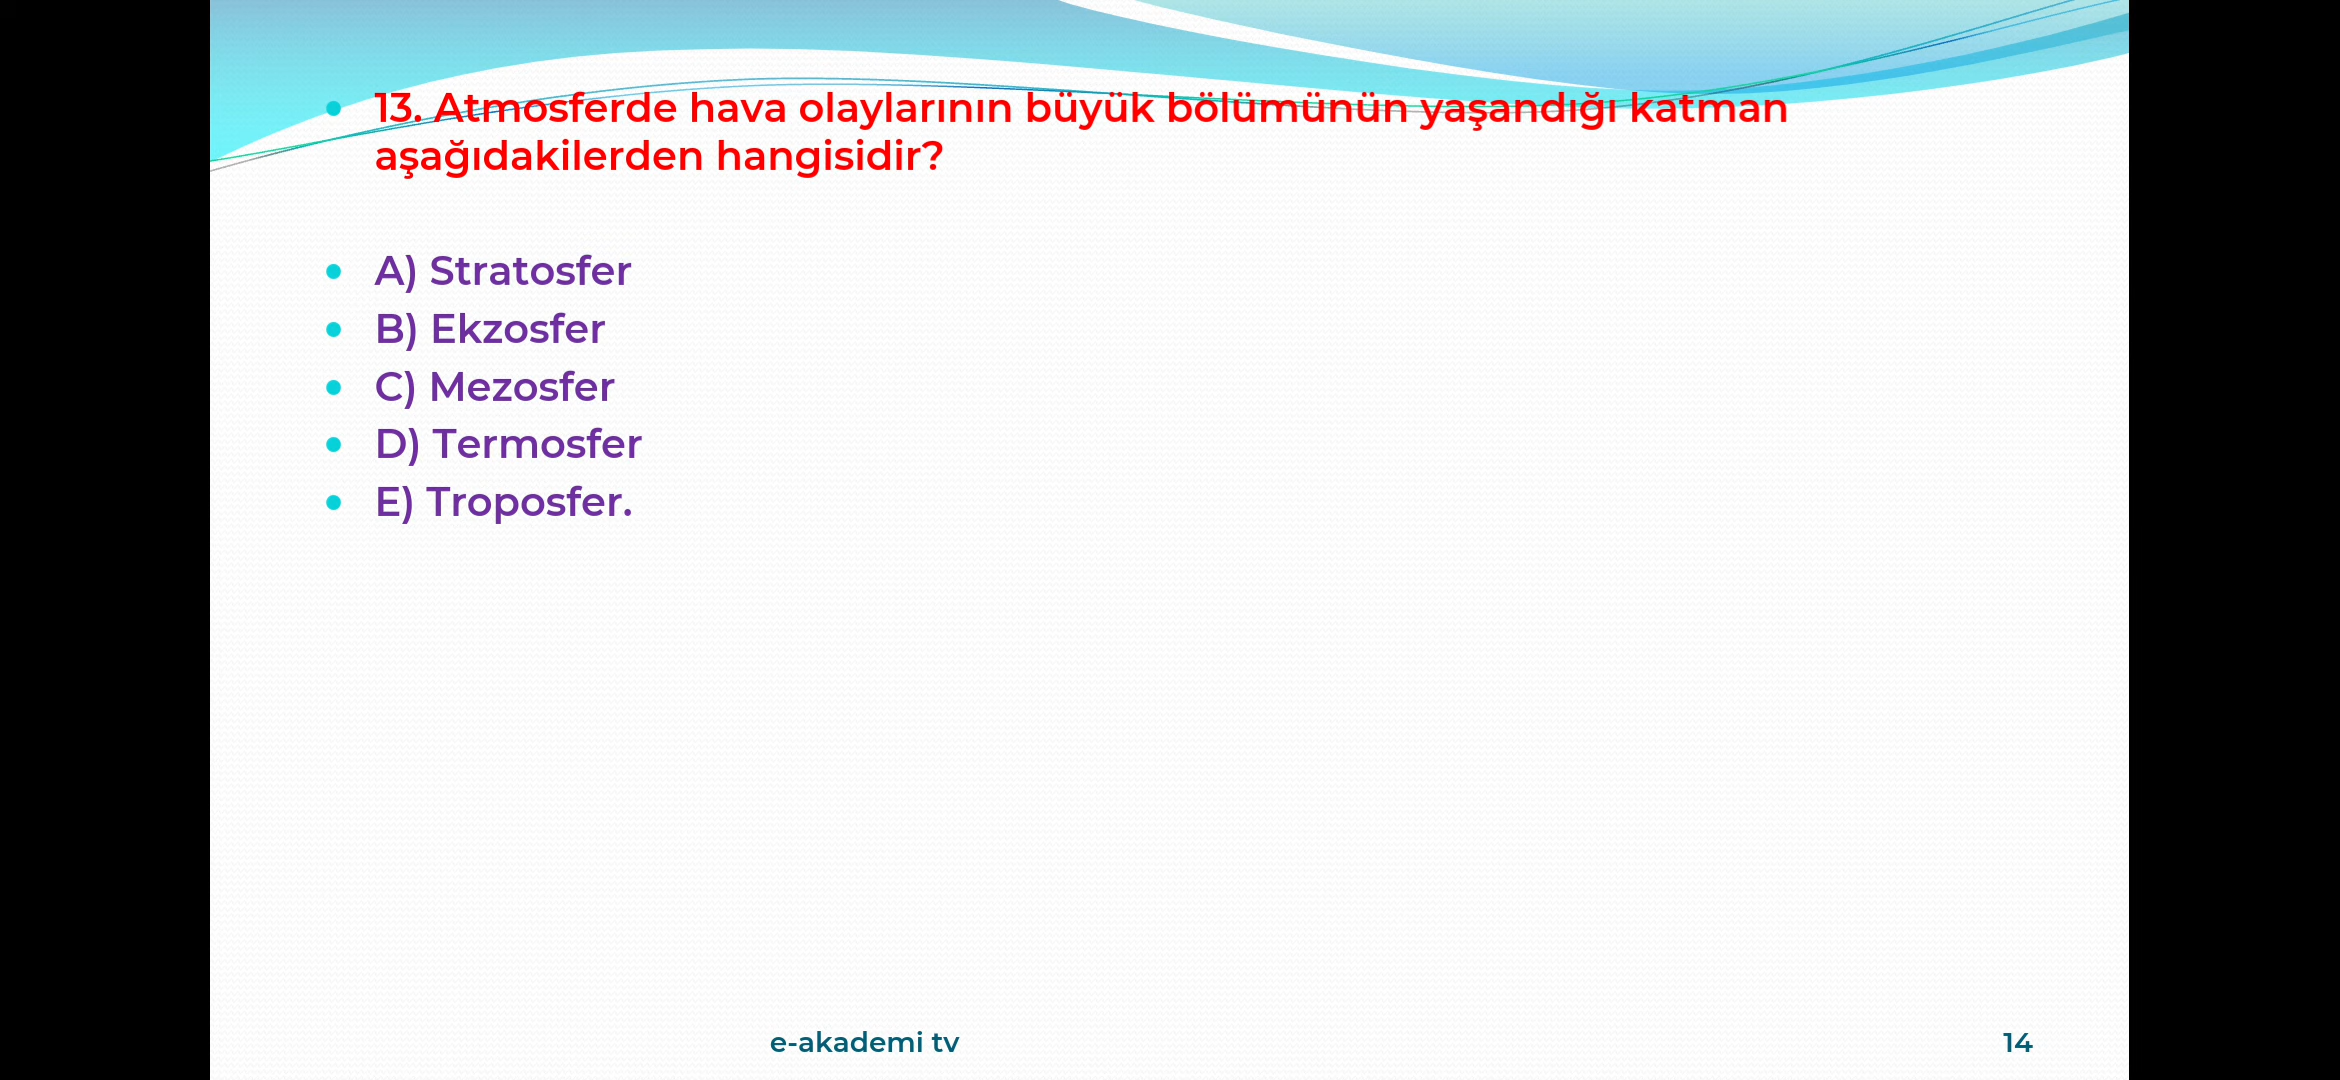 13. Atmosferde hava olaylarının büyük bölümünün yaşandığı katman
aşağıdakilerden hangisidir?
A) Stratosfer
B) Ekzosfer
C) Mezosfer
D) Termosfer
E) Troposfer.
e-akademi tv
14